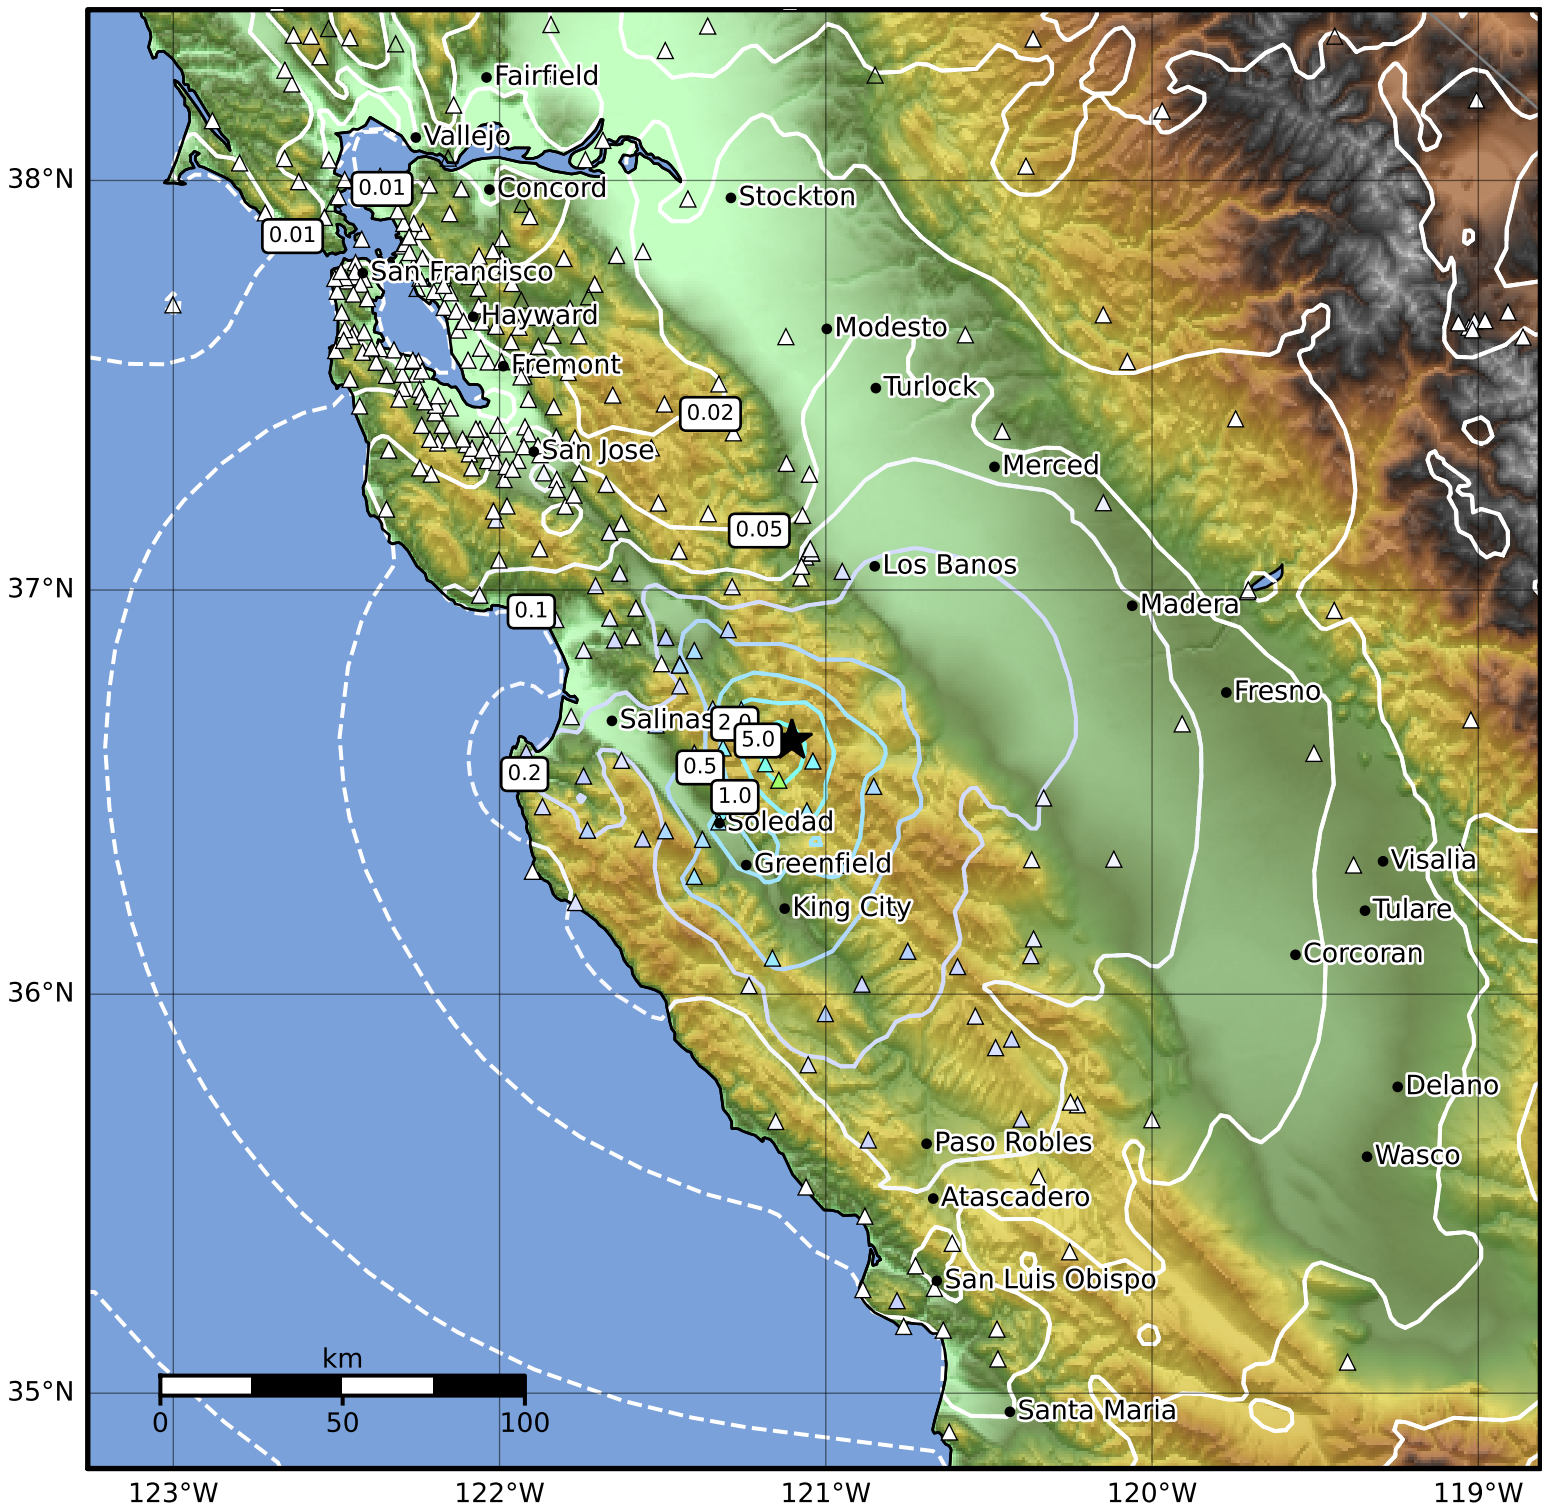 Fairfield
Vallejo
38°N
0.01
Concord
Stockton
0.01
San Francisco
Hayward
Modesto
Fremont
Turlock
0.02
San Jose
Merced
0.05
Los Banos
37°N
0.1
Madera
Fresno
Salinas
2.0
5.0
0.5
0.2
1.0
Soledad
Greenfield
Visalia
King City
Tulare
Corcoran
36°N
Delano
Paso Robles
Wasco
Atascadero
San Luis Obispo
km
35°N
Santa Maria
0 50 100
123°W 122°W 121°W 120°W 119°W